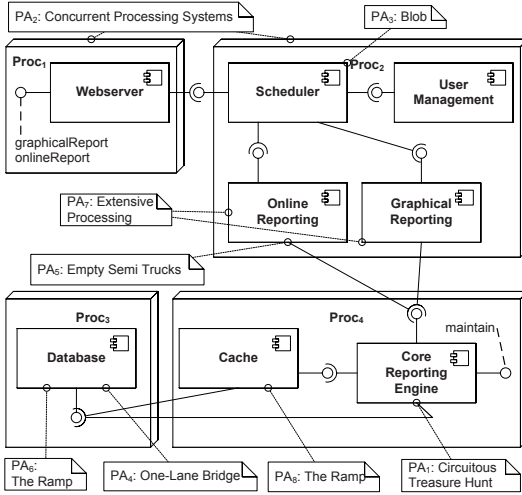 PA₂: Concurrent Processing Systems
PA₃: Blob
Proc₁
Proc₂
Webserver
Scheduler
User
Management
graphicalReport
onlineReport
PA₇: Extensive
Processing
Online
Reporting
Graphical
Reporting
PA₅: Empty Semi Trucks
Proc₃
Proc₄
maintain
Database
Cache
Core
Reporting
Engine
PA₆:
The Ramp
PA₄: One-Lane Bridge
PA₈: The Ramp
PA₁: Circuitous
Treasure Hunt